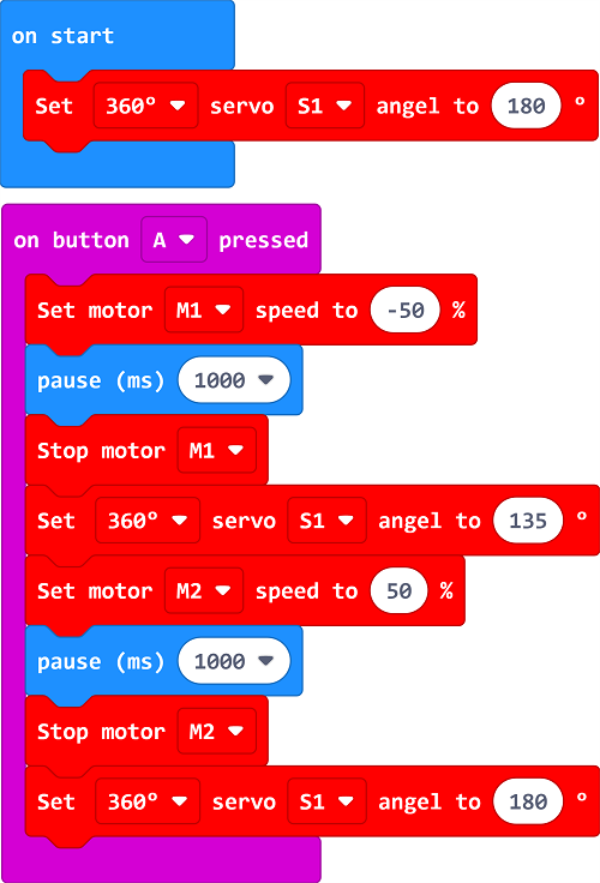 on start
Set 360° servo S1 angel to 180 °
on button A pressed
Set motor M1 speed to -50 %
pause (ms) 1000
Stop motor M1
Set 360° servo S1 angel to 135 °
Set motor M2 speed to 50 %
pause (ms) 1000
Stop motor M2
Set 360° servo S1 angel to 180 °